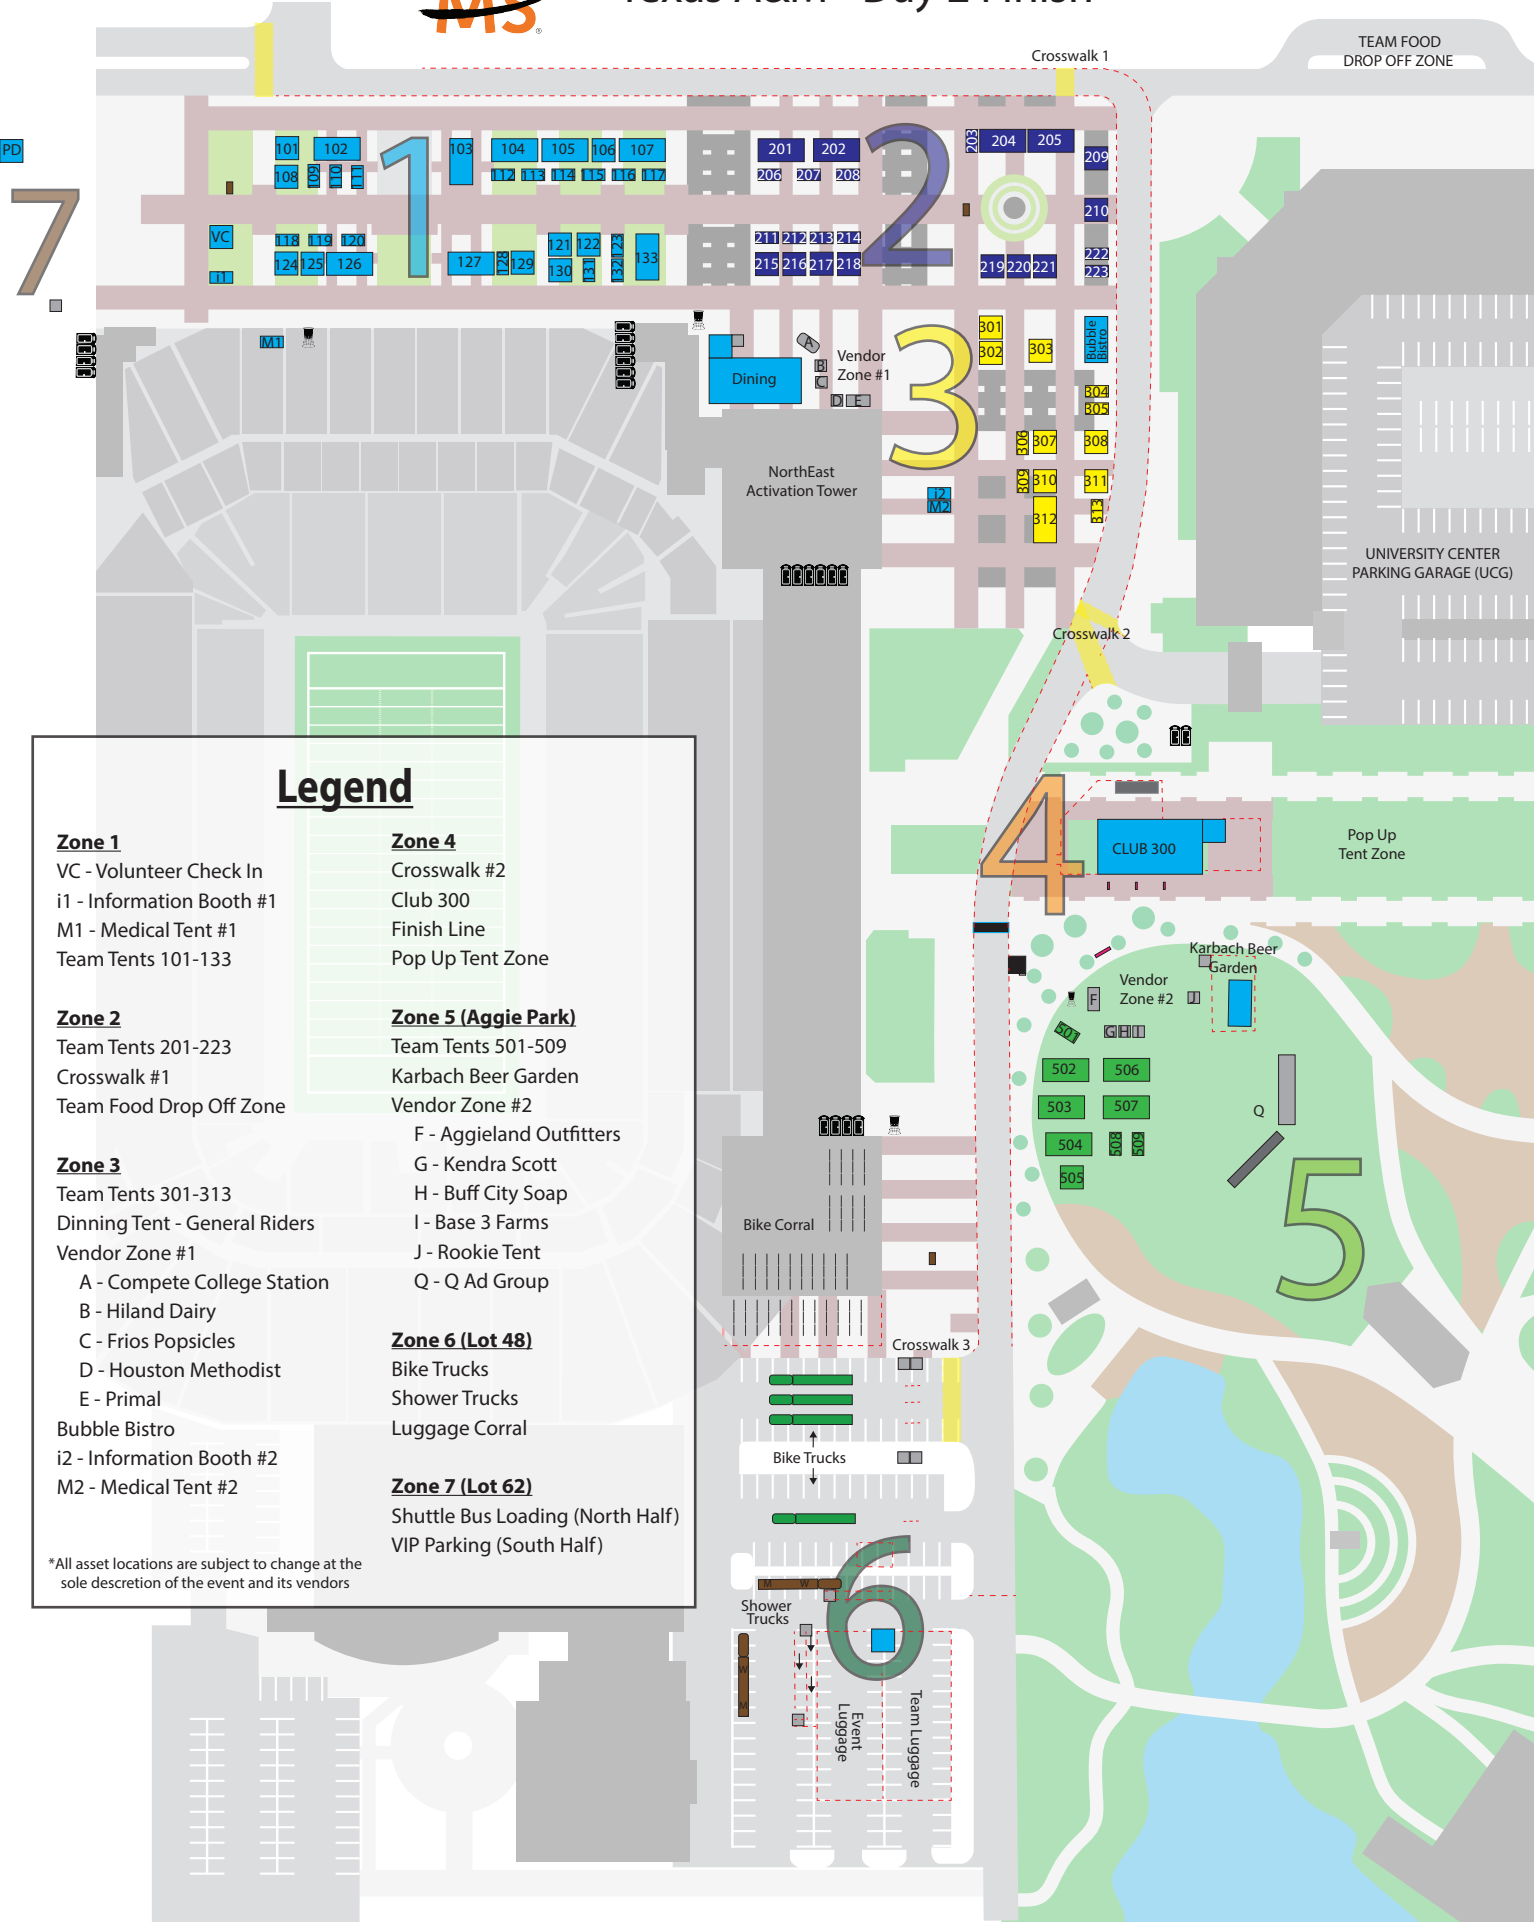 MS
Texas A&M - Day 2 Finish
Crosswalk 1
TEAM FOOD
DROP OFF ZONE
PD
7
1
2
101
102
103
104
105
106
107
108
109
110
111
112
113
114
115
116
117
VC
118
119
120
121
122
123
i1
124
125
126
127
128
129
130
131
132
133
201
202
203
204
205
206
207
208
209
210
211
212
213
214
215
216
217
218
219
220
221
222
223
M1
Dining
A
B
C
D
E
Vendor
Zone #1
3
301
302
303
Bubble
Bistro
304
305
306
307
308
309
310
311
312
313
i2
M2
NorthEast
Activation Tower
UNIVERSITY CENTER
PARKING GARAGE (UCG)
Crosswalk 2
4
CLUB 300
Pop Up
Tent Zone
Karbach Beer
Garden
Vendor
Zone #2
F
J
G
H
I
501
502
503
504
505
506
507
508
509
Q
5
Bike Corral
Crosswalk 3
Bike Trucks
6
M
W
Shower
Trucks
W
M
Event
Luggage
Team Luggage
Legend
Zone 1
VC - Volunteer Check In
i1 - Information Booth #1
M1 - Medical Tent #1
Team Tents 101-133
Zone 2
Team Tents 201-223
Crosswalk #1
Team Food Drop Off Zone
Zone 3
Team Tents 301-313
Dinning Tent - General Riders
Vendor Zone #1
A - Compete College Station
B - Hiland Dairy
C - Frios Popsicles
D - Houston Methodist
E - Primal
Bubble Bistro
i2 - Information Booth #2
M2 - Medical Tent #2
*All asset locations are subject to change at the
sole descretion of the event and its vendors
Zone 4
Crosswalk #2
Club 300
Finish Line
Pop Up Tent Zone
Zone 5 (Aggie Park)
Team Tents 501-509
Karbach Beer Garden
Vendor Zone #2
F - Aggieland Outfitters
G - Kendra Scott
H - Buff City Soap
I - Base 3 Farms
J - Rookie Tent
Q - Q Ad Group
Zone 6 (Lot 48)
Bike Trucks
Shower Trucks
Luggage Corral
Zone 7 (Lot 62)
Shuttle Bus Loading (North Half)
VIP Parking (South Half)